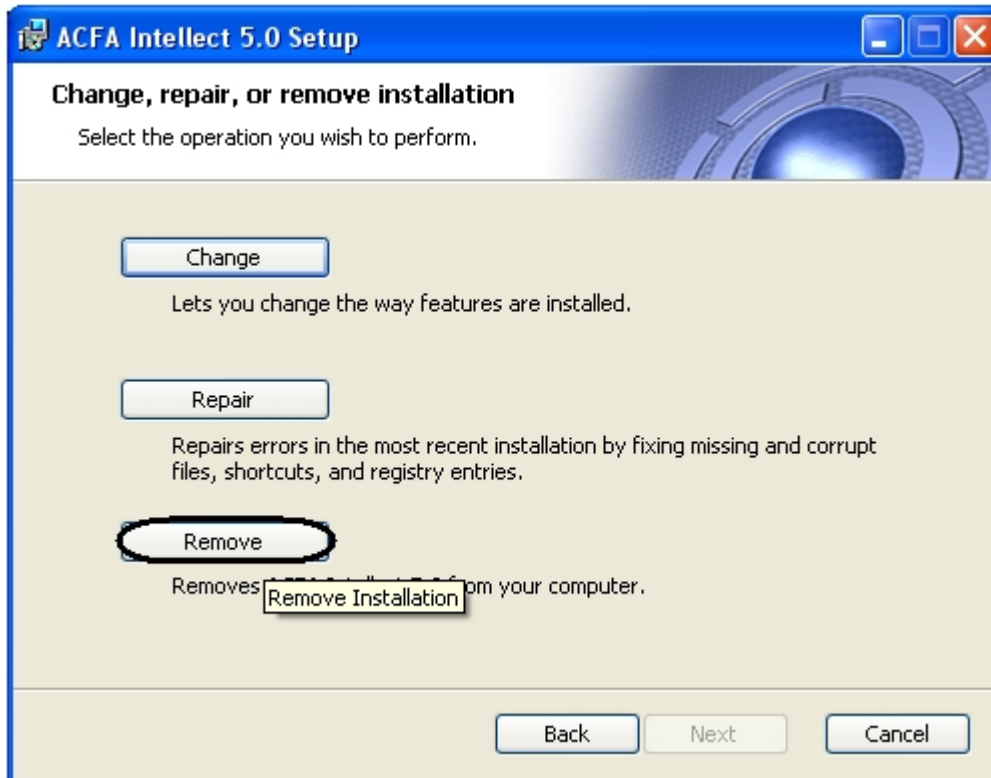 ACFA Intellect 5.0 Setup
Change, repair, or remove installation
Select the operation you wish to perform.
Change
Lets you change the way features are installed.
Repair
Repairs errors in the most recent installation by fixing missing and corrupt
files, shortcuts, and registry entries.
Remove
Removes from your computer.
Remove Installation
Back
Next
Cancel